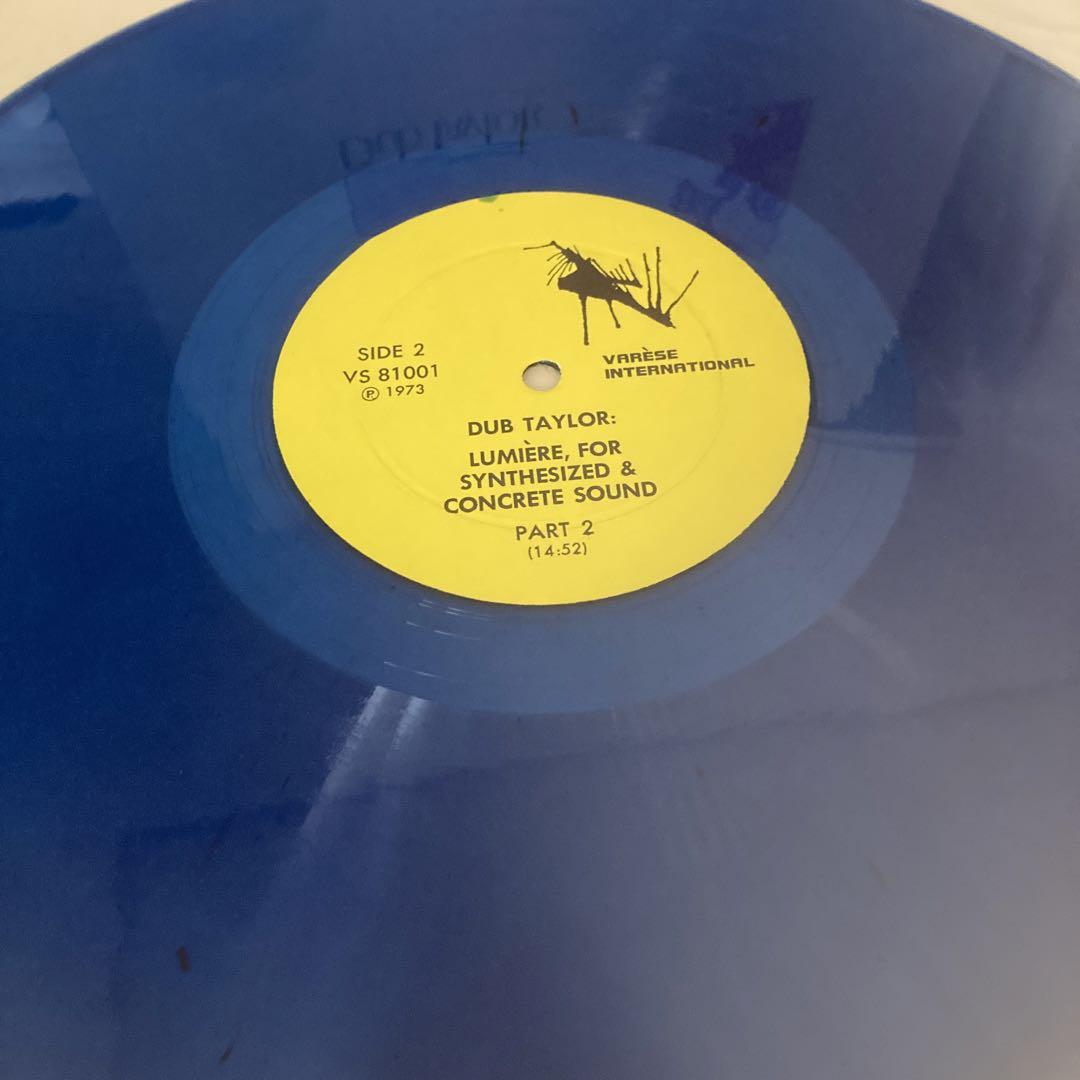 SIDE 2
VS 81001
℗ 1973
VARÈSE
INTERNATIONAL
DUB TAYLOR:
LUMIÈRE, FOR
SYNTHESIZED &
CONCRETE SOUND
PART 2
(14:52)